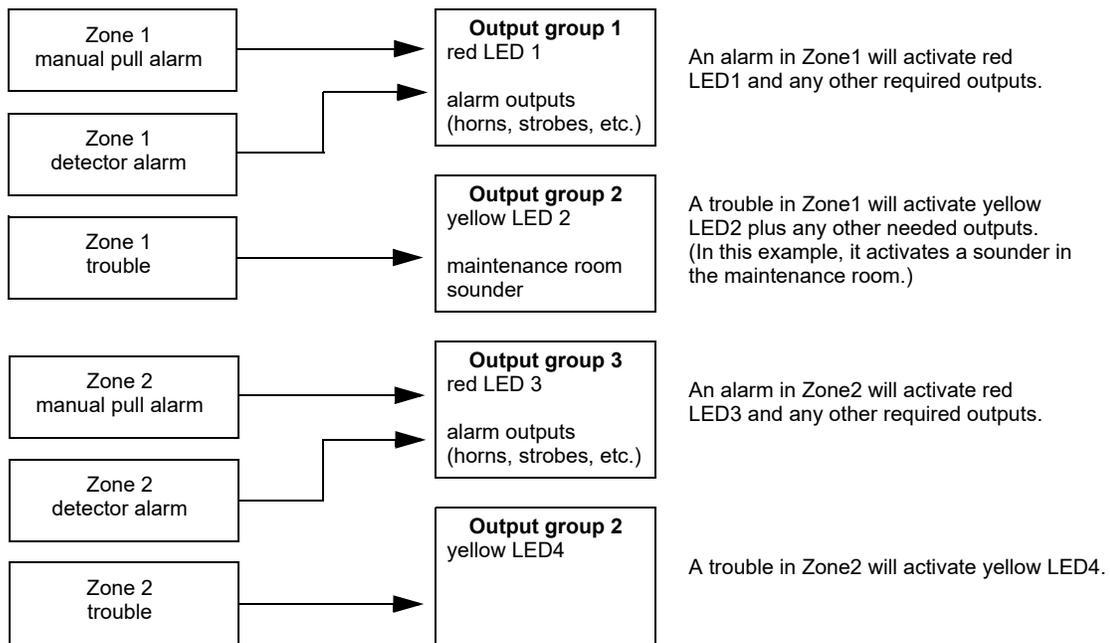 Zone 1
manual pull alarm
Output group 1
red LED 1
alarm outputs
(horns, strobes, etc.)
An alarm in Zone1 will activate red
LED1 and any other required outputs.
Zone 1
detector alarm
Zone 1
trouble
Output group 2
yellow LED 2
maintenance room
sounder
A trouble in Zone1 will activate yellow
LED2 plus any other needed outputs.
(In this example, it activates a sounder in
the maintenance room.)
Zone 2
manual pull alarm
Output group 3
red LED 3
alarm outputs
(horns, strobes, etc.)
An alarm in Zone2 will activate red
LED3 and any other required outputs.
Zone 2
detector alarm
Zone 2
trouble
Output group 2
yellow LED4
A trouble in Zone2 will activate yellow LED4.